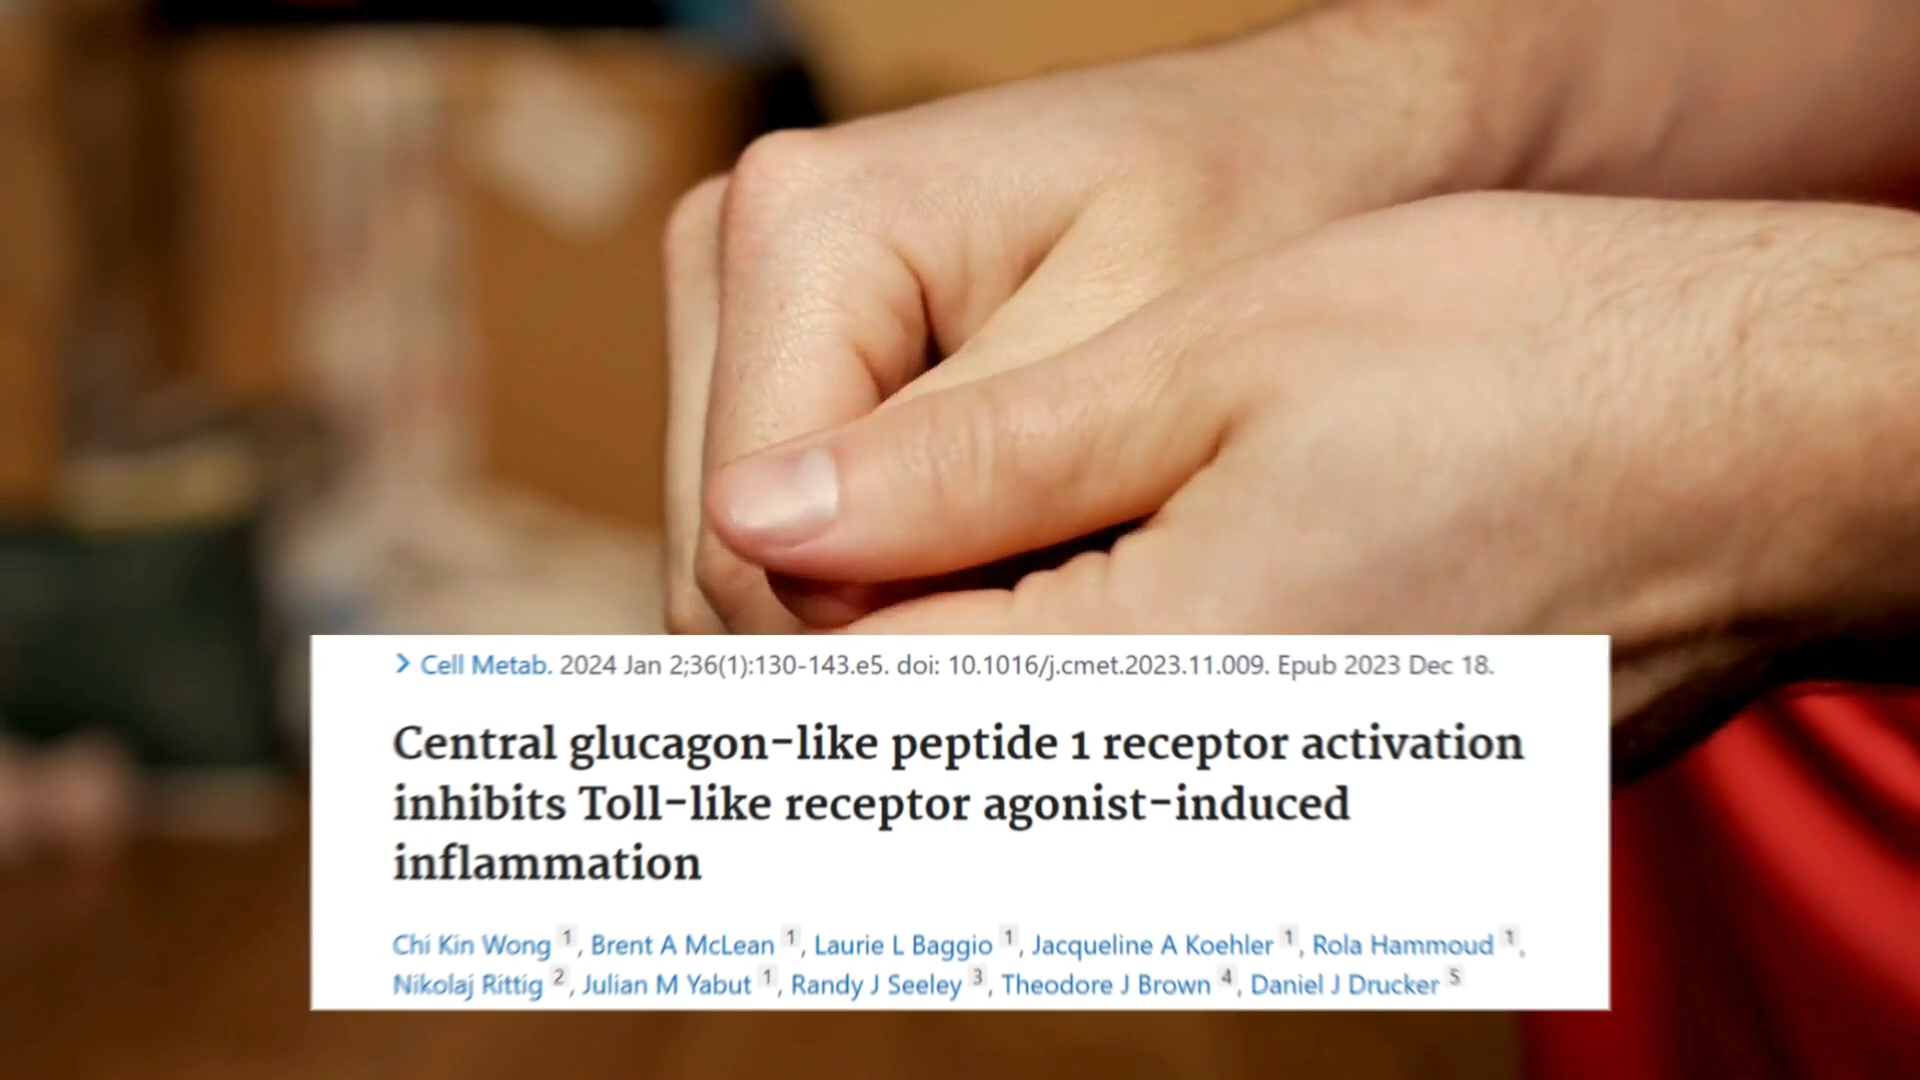 > Cell Metab. 2024 Jan 2;36(1):130-143.e5. doi: 10.1016/j.cmet.2023.11.009. Epub 2023 Dec 18.
Central glucagon-like peptide 1 receptor activation
inhibits Toll-like receptor agonist-induced
inflammation
Chi Kin Wong 1, Brent A McLean 1, Laurie L Baggio 1, Jacqueline A Koehler 1, Rola Hammoud 1,
Nikolaj Rittig 2, Julian M Yabut 1, Randy J Seeley 3, Theodore J Brown 4, Daniel J Drucker 5